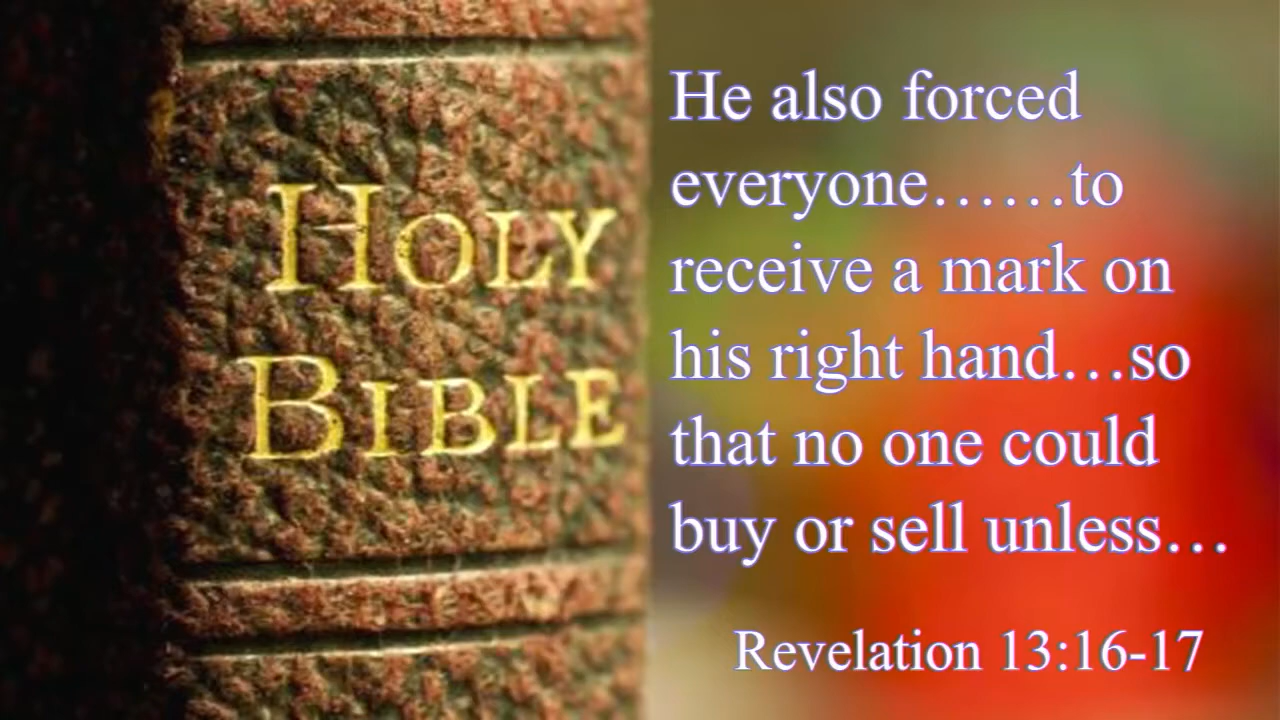 HOLY
BIBLE
He also forced
everyone……to
receive a mark on
his right hand…so
that no one could
buy or sell unless…
Revelation 13:16-17